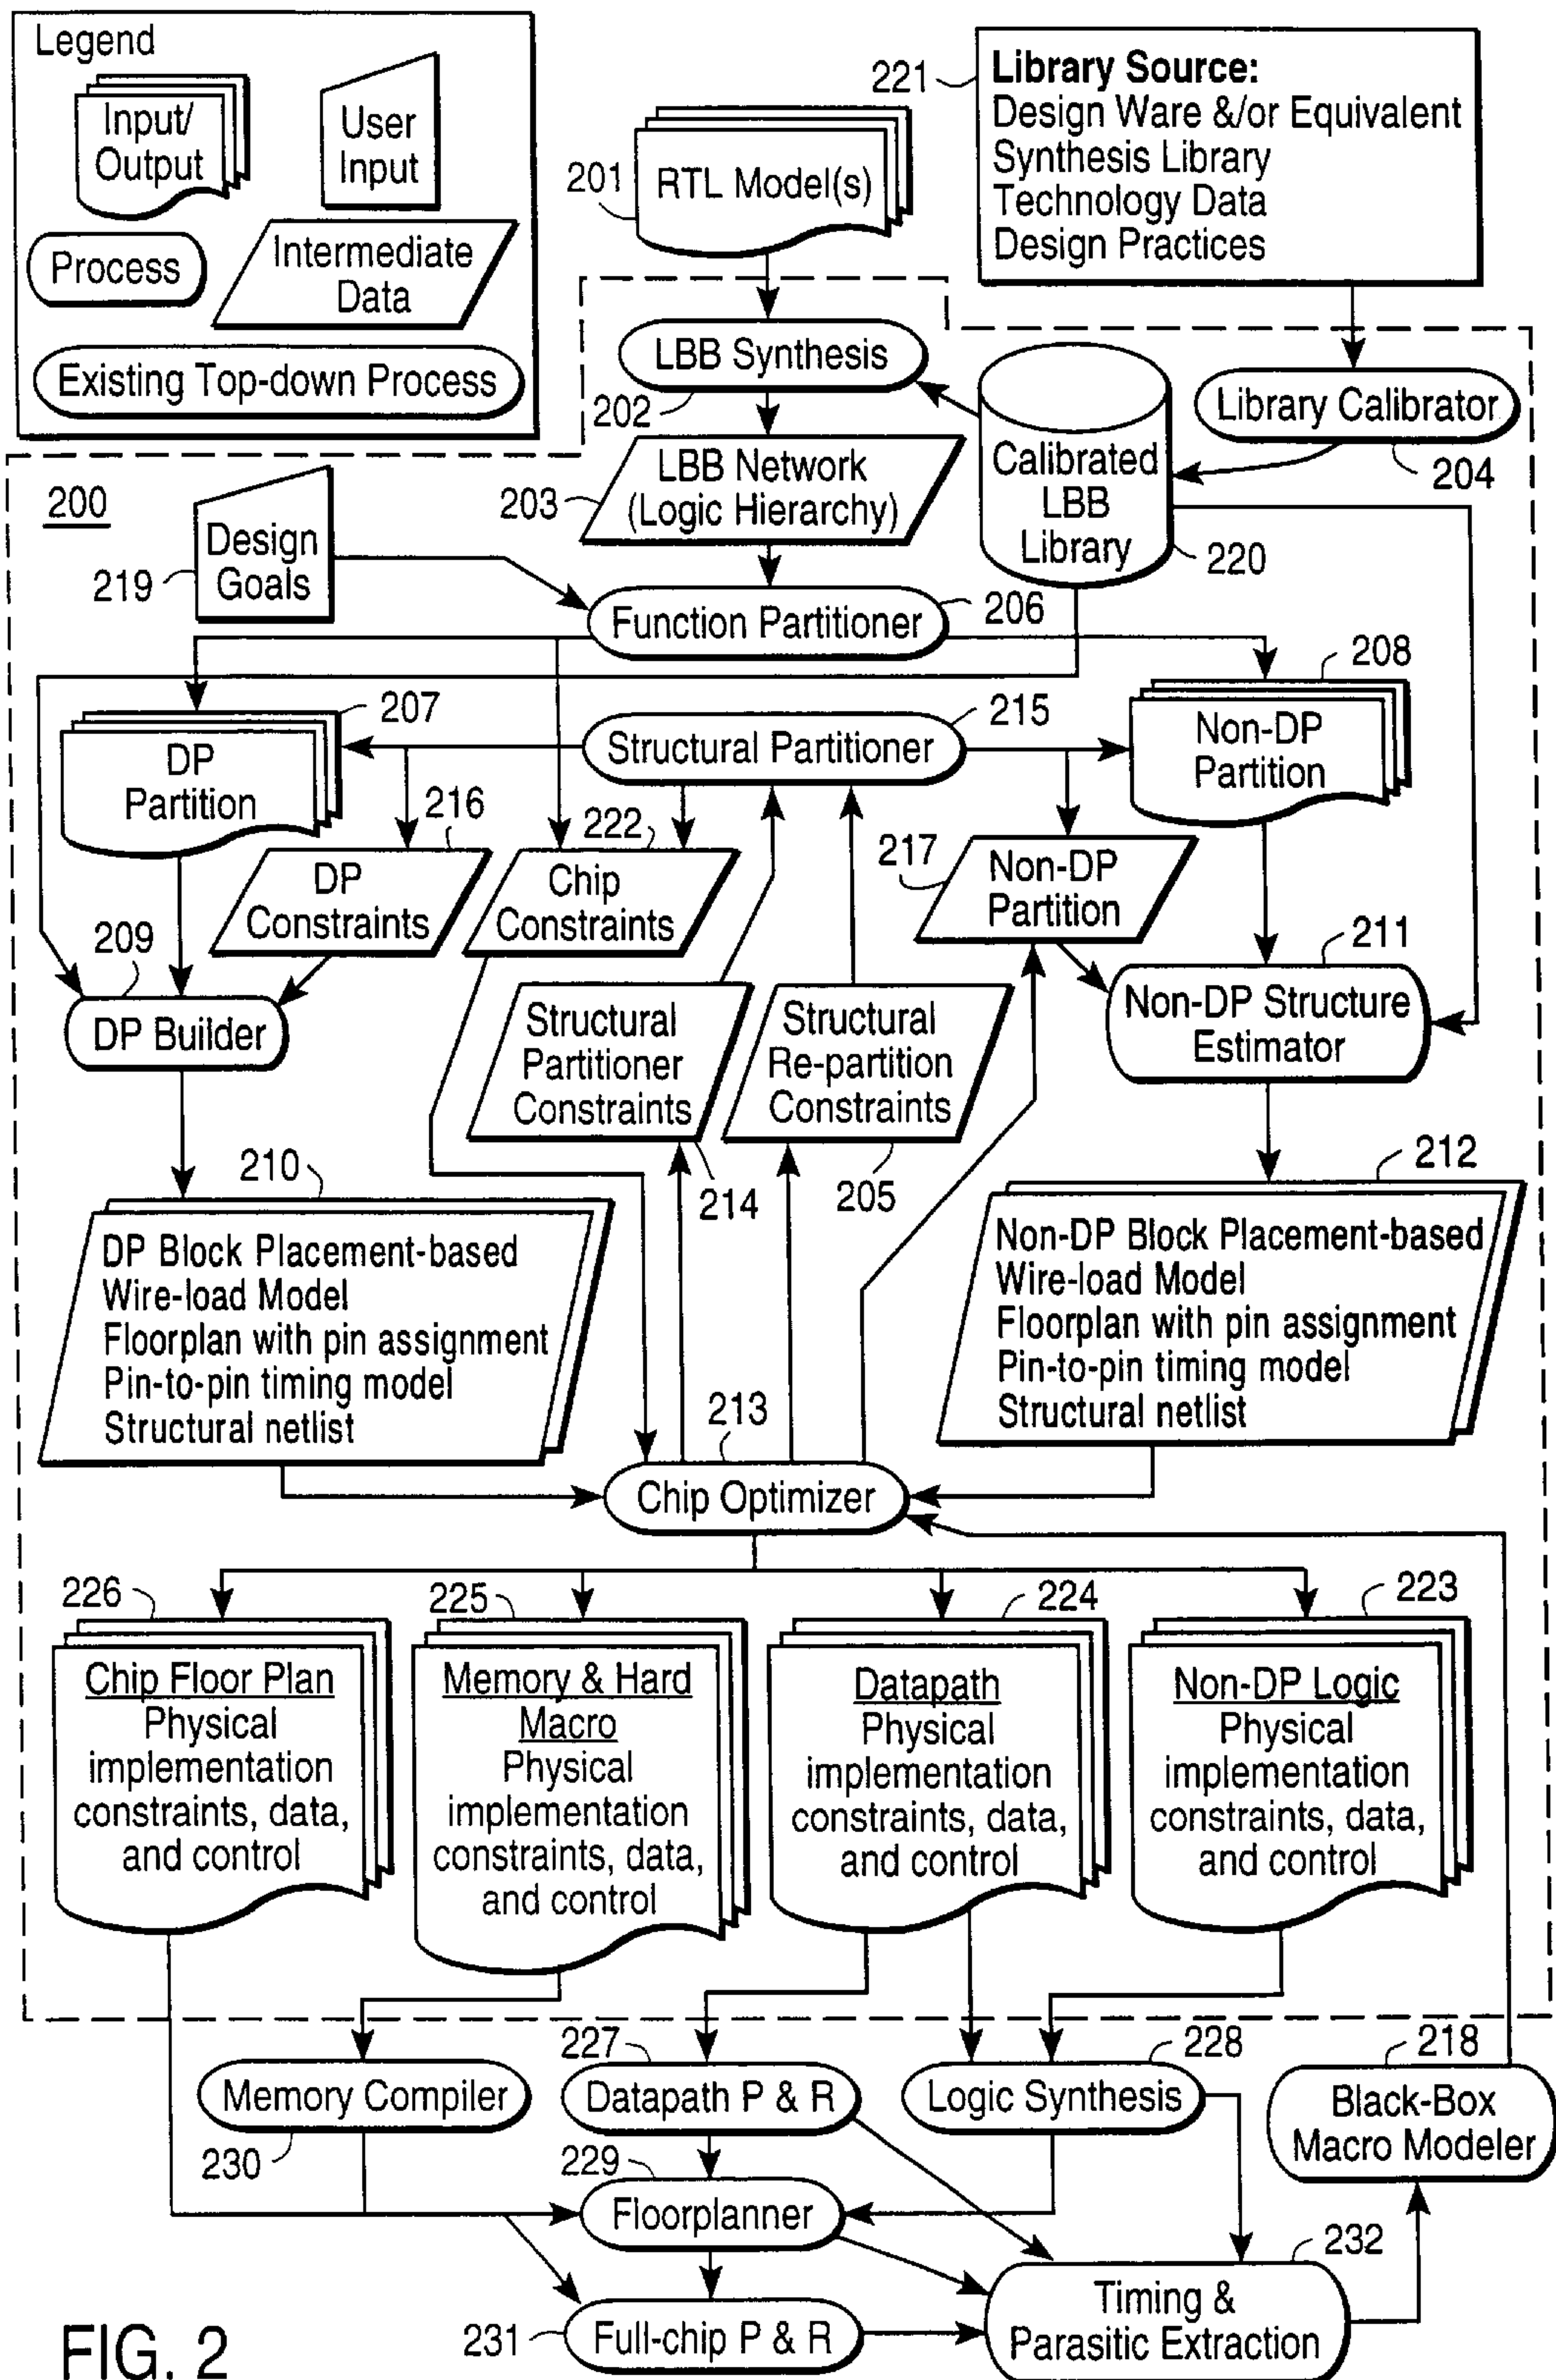 Legend
Input/
Output
User
Input
Process
Intermediate
Data
Existing Top-down Process
221
Library Source:
Design Ware &/or Equivalent
Synthesis Library
Technology Data
Design Practices
201
RTL Model(s)
LBB Synthesis
202
Library Calibrator
204
200
203
LBB Network
(Logic Hierarchy)
Calibrated
LBB
Library
220
219
Design
Goals
Function Partitioner
206
207
DP
Partition
Structural Partitioner
215
208
Non-DP
Partition
216
DP
Constraints
222
Chip
Constraints
217
Non-DP
Partition
209
DP Builder
211
Non-DP Structure
Estimator
Structural
Partitioner
Constraints
214
Structural
Re-partition
Constraints
205
210
DP Block Placement-based
Wire-load Model
Floorplan with pin assignment
Pin-to-pin timing model
Structural netlist
212
Non-DP Block Placement-based
Wire-load Model
Floorplan with pin assignment
Pin-to-pin timing model
Structural netlist
213
Chip Optimizer
226
Chip Floor Plan
Physical
implementation
constraints, data,
and control
225
Memory & Hard
Macro
Physical
implementation
constraints, data,
and control
224
Datapath
Physical
implementation
constraints, data,
and control
223
Non-DP Logic
Physical
implementation
constraints, data,
and control
Memory Compiler
230
227
Datapath P & R
228
Logic Synthesis
218
Black-Box
Macro Modeler
229
Floorplanner
231
Full-chip P & R
232
Timing &
Parasitic Extraction
FIG. 2